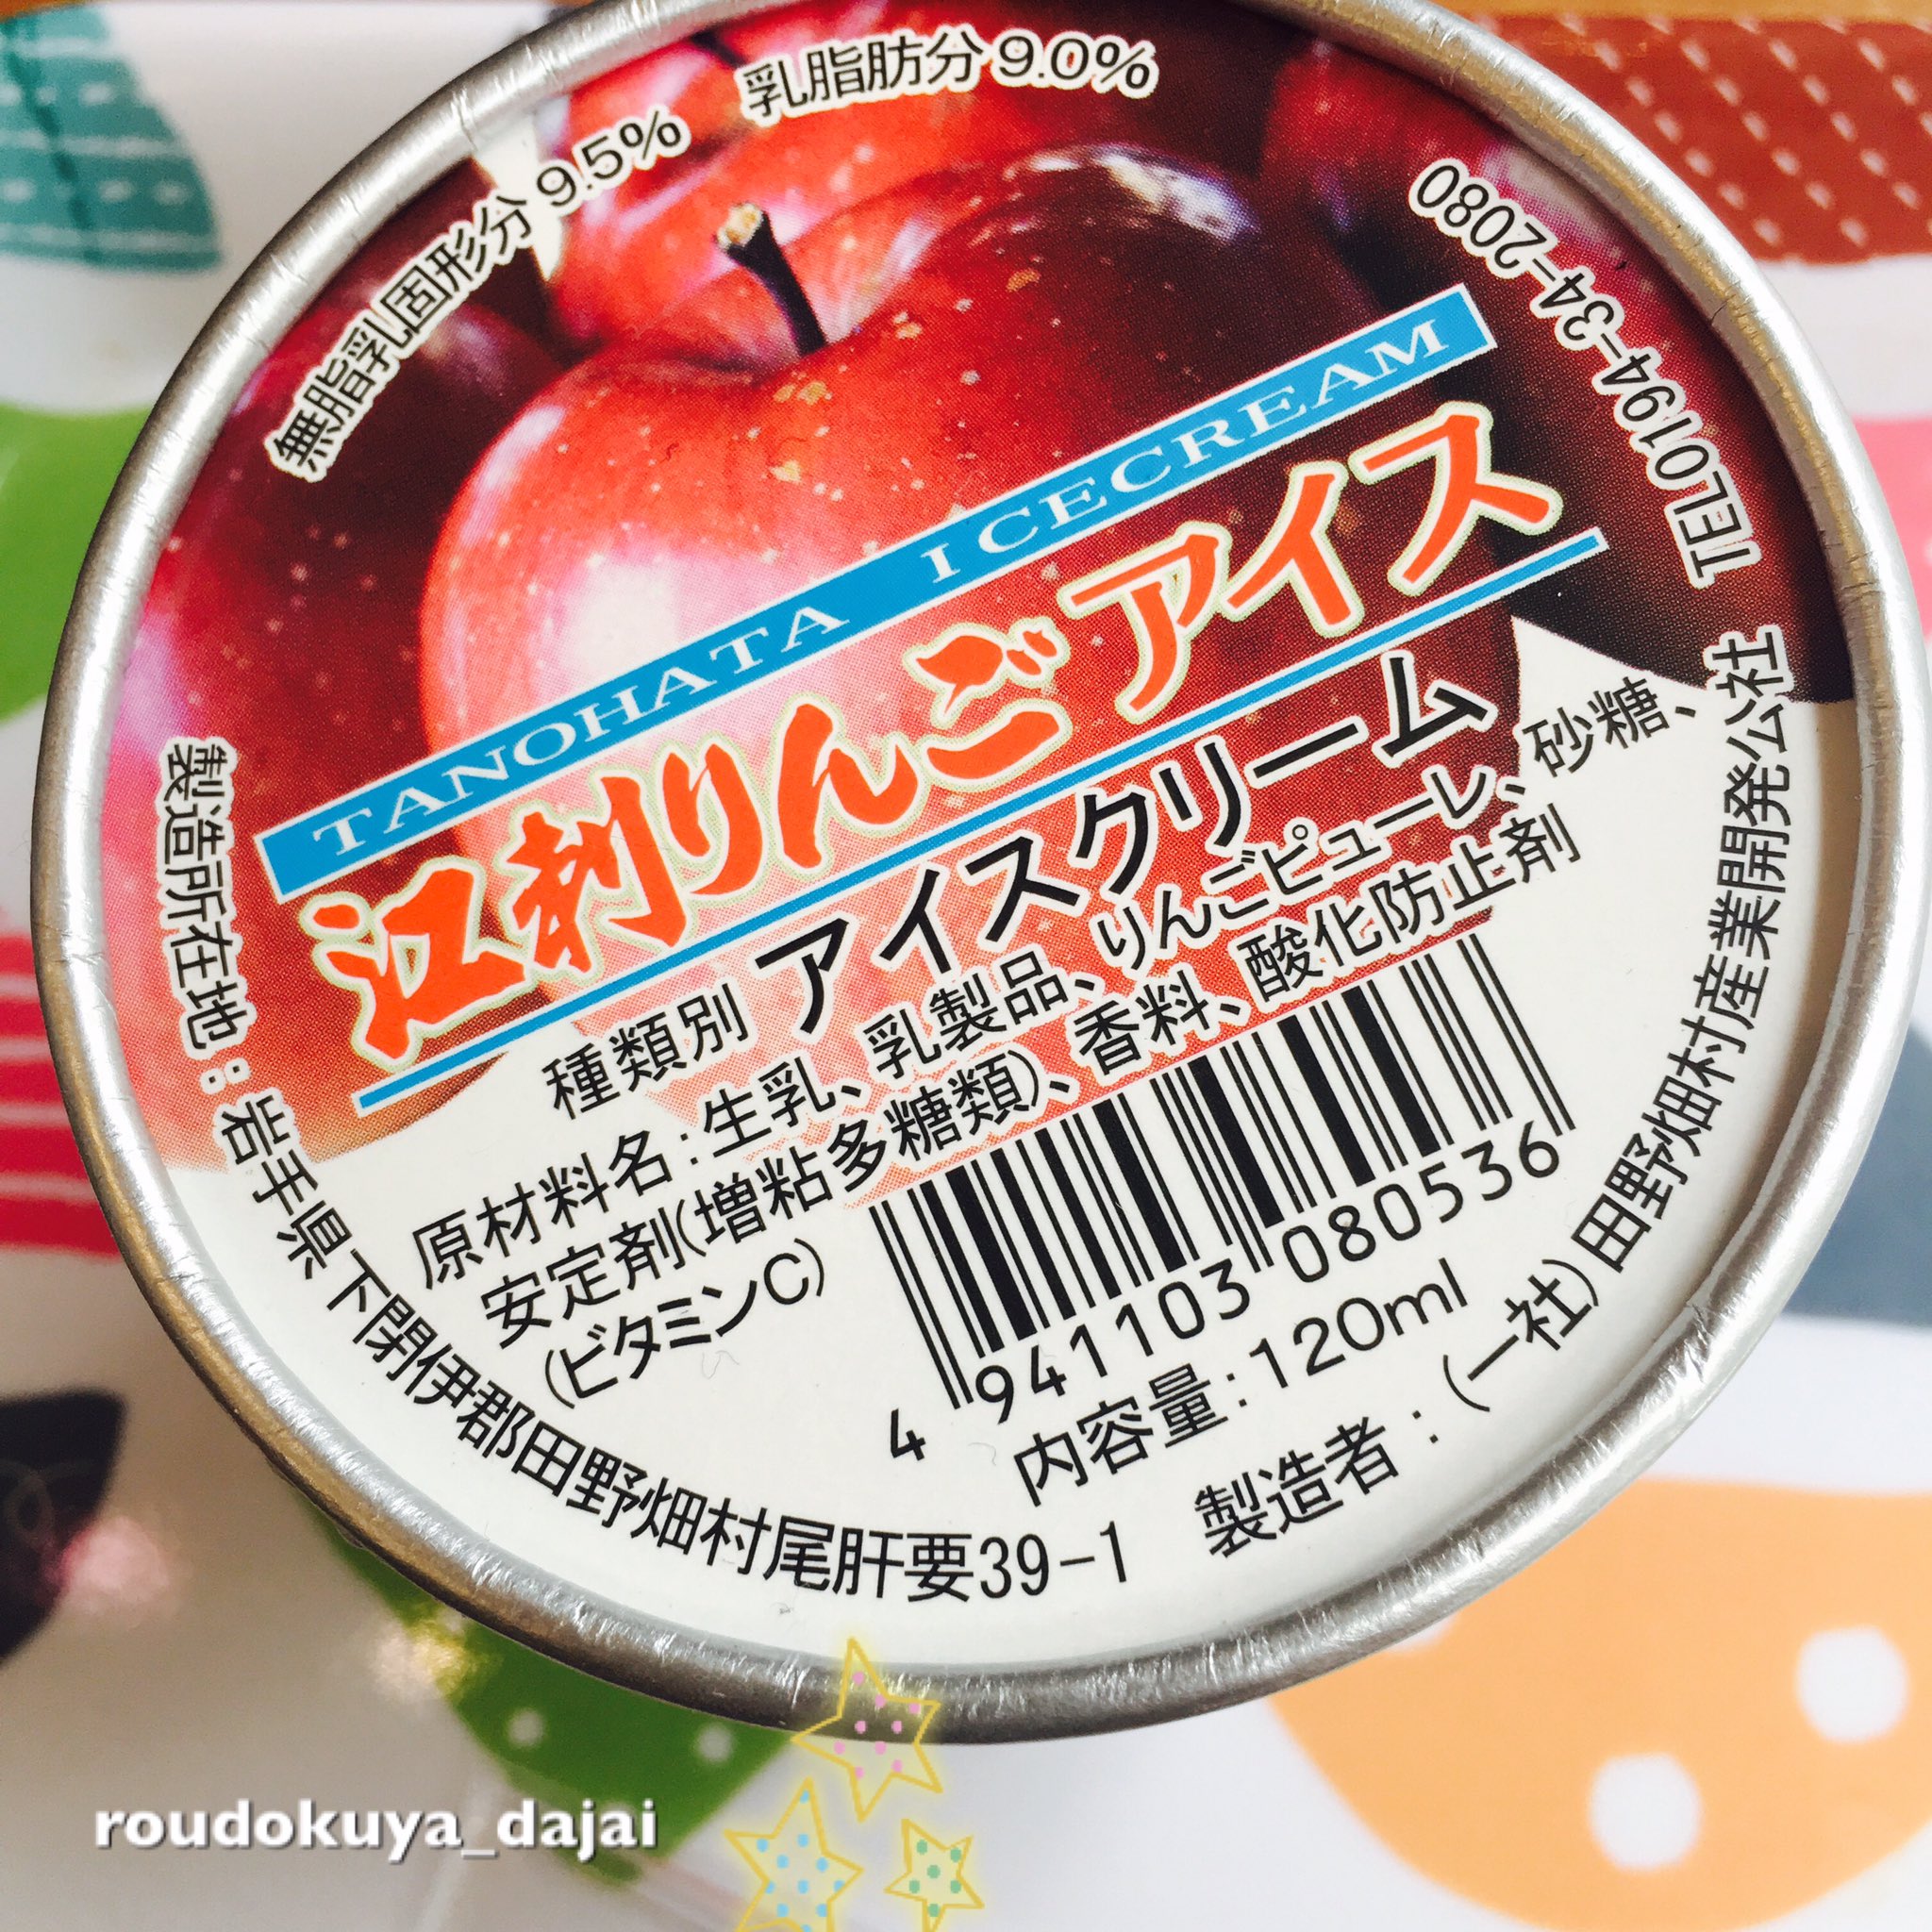 無脂乳固形分 9.5% 乳脂肪分 9.0%
TEL0194-34-2080
TANOHATA ICECREAM
江刺りんごアイス
種類別 アイスクリーム
原材料名:生乳、乳製品、りんごピューレ、砂糖、
安定剤(増粘多糖類)、香料、酸化防止剤
(ビタミンC)
4 941103 080536
内容量:120ml
製造者:(一社)田野畑村産業開発公社
製造所在地:岩手県下閉伊郡田野畑村尾肝要39-1
roudokuya_dajai